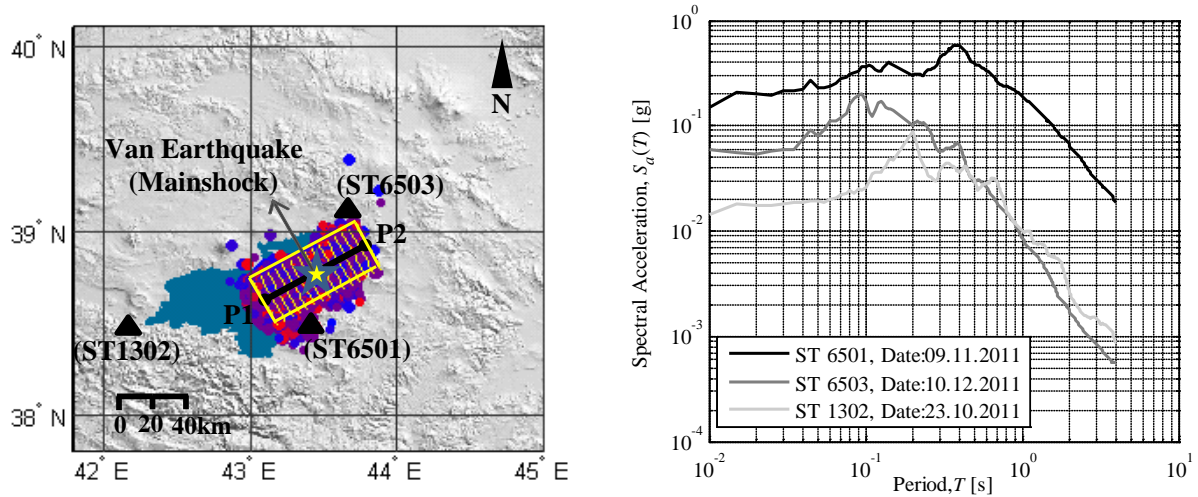 40° N
N
Van Earthquake
(Mainshock)
(ST6503)
39° N
P2
P1
(ST1302)
(ST6501)
38° N
0 20 40km
42° E
43 E
44 E
45° E
Spectral Acceleration, Sa(T) [g]
10^0
10^-1
10^-2
10^-3
10^-4
ST 6501, Date:09.11.2011
ST 6503, Date:10.12.2011
ST 1302, Date:23.10.2011
10^-2
10^-1
10^0
10^1
Period,T [s]